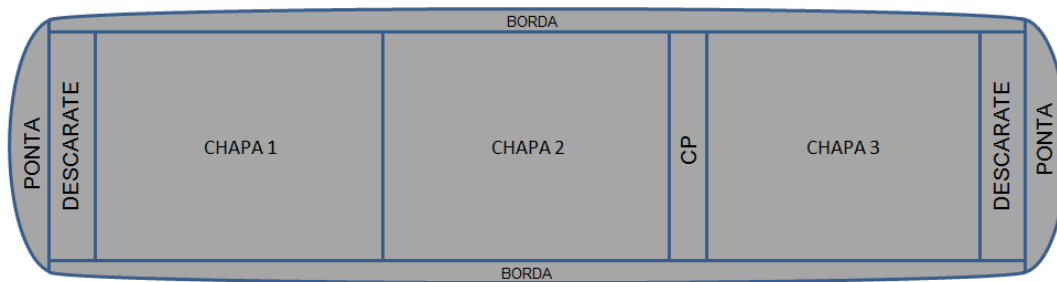 BORDA
PONTA
DESCARATE
CHAPA 1
CHAPA 2
CP
CHAPA 3
DESCARATE
PONTA
BORDA